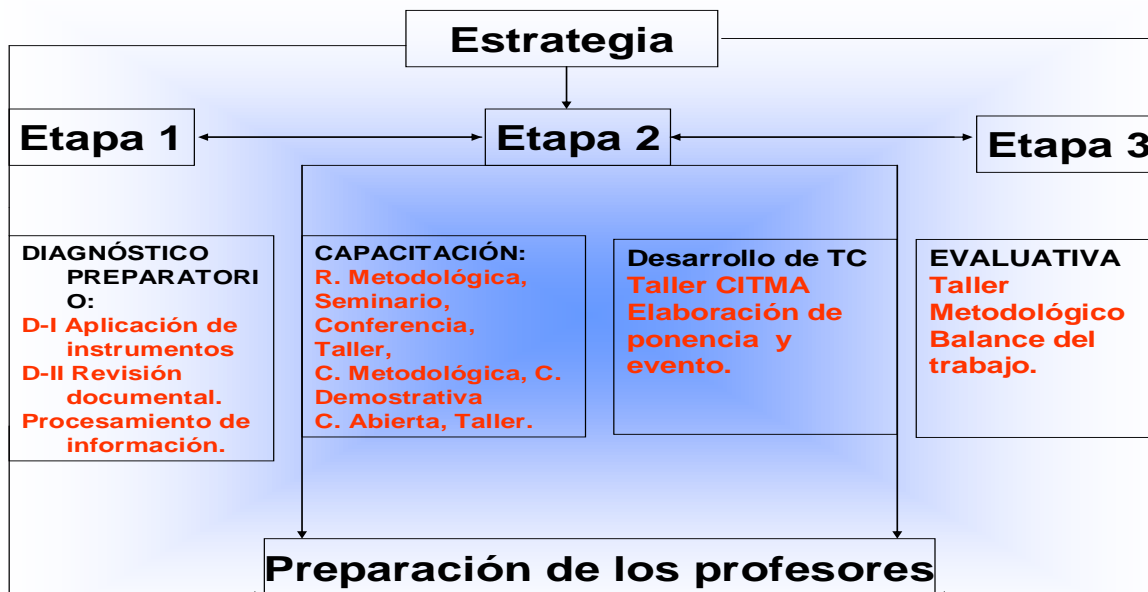 Estrategia
Etapa 1
Etapa 2
Etapa 3
DIAGNÓSTICO
PREPARATORI
O:
D-I Aplicación de
instrumentos
D-II Revisión
documental.
Procesamiento de
información.
CAPACITACIÓN:
R. Metodológica,
Seminario,
Conferencia,
Taller,
C. Metodológica, C.
Demostrativa
C. Abierta, Taller.
Desarrollo de TC
Taller CITMA
Elaboración de
ponencia y
evento.
EVALUATIVA
Taller
Metodológico
Balance del
trabajo.
Preparación de los profesores